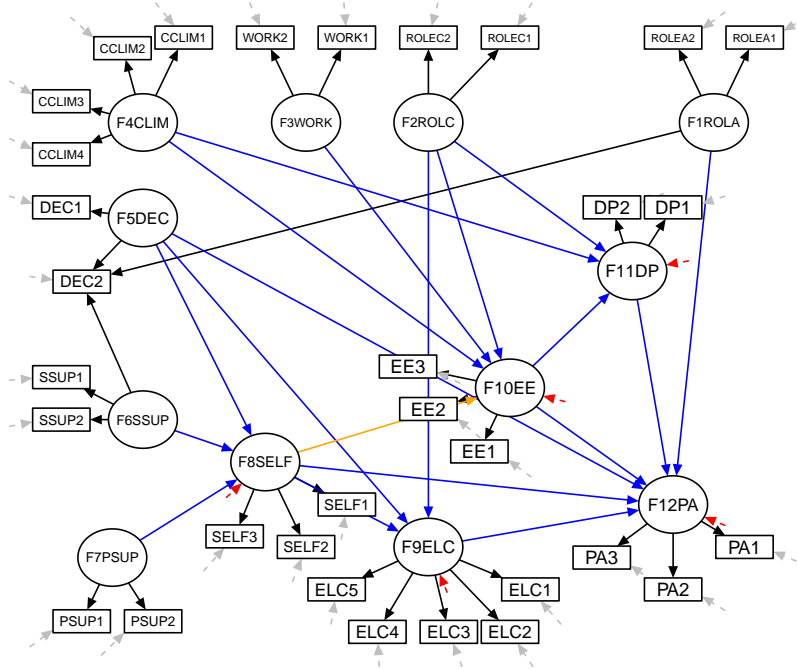 CCLIM1
WORK2
WORK1
ROLEC2
ROLEC1
ROLEA2
ROLEA1
CCLIM2
CCLIM3
F4CLIM
F3WORK
F2ROLC
F1ROLA
CCLIM4
DEC1
F5DEC
DP2
DP1
DEC2
F11DP
EE3
SSUP1
F10EE
EE2
SSUP2
F6SSUP
EE1
F8SELF
SELF1
F12PA
SELF3
SELF2
F9ELC
PA3
PA1
F7PSUP
ELC5
ELC1
PA2
PSUP1
PSUP2
ELC4
ELC3
ELC2